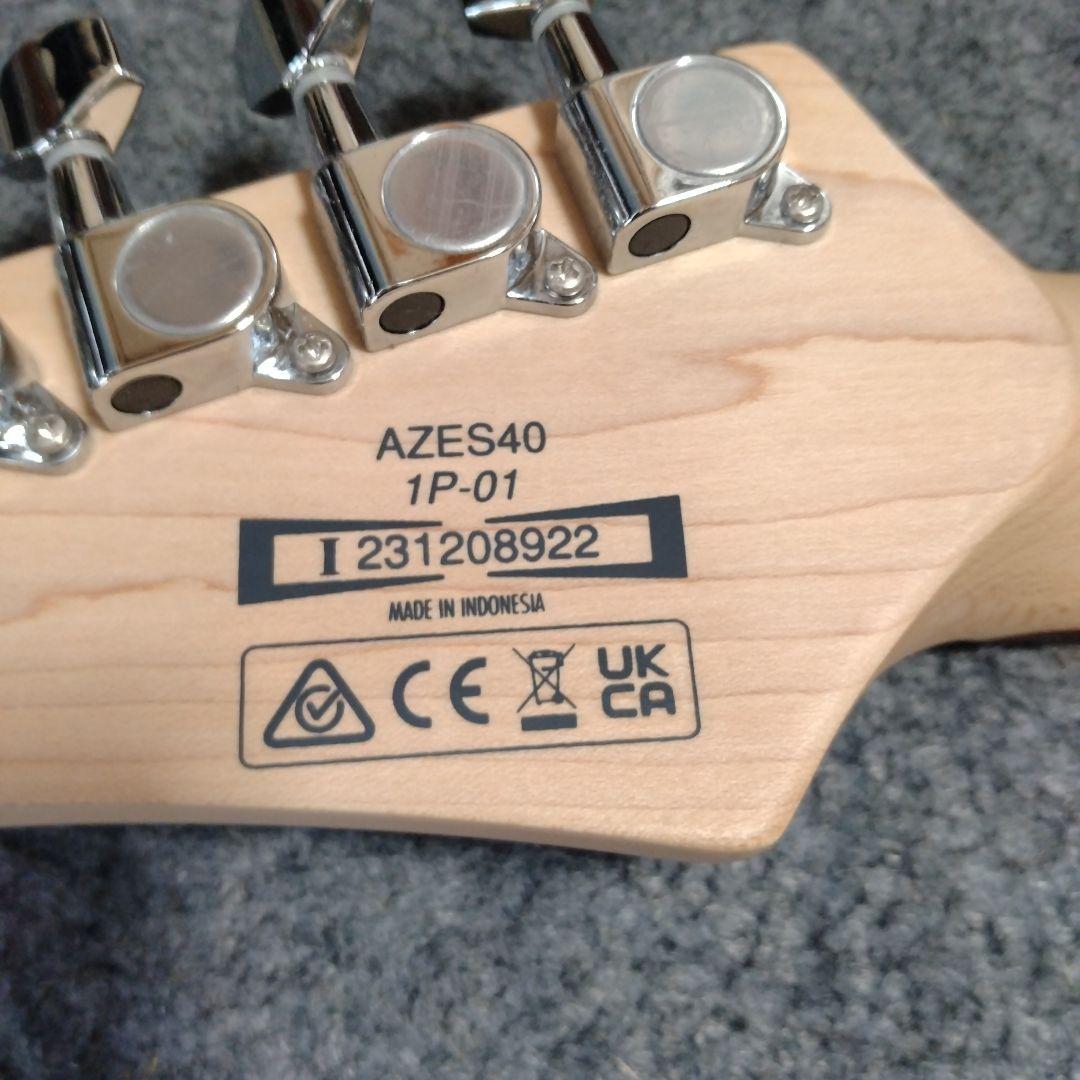 AZES40
1P-01
I 231208922
MADE IN INDONESIA
CE UK
CA